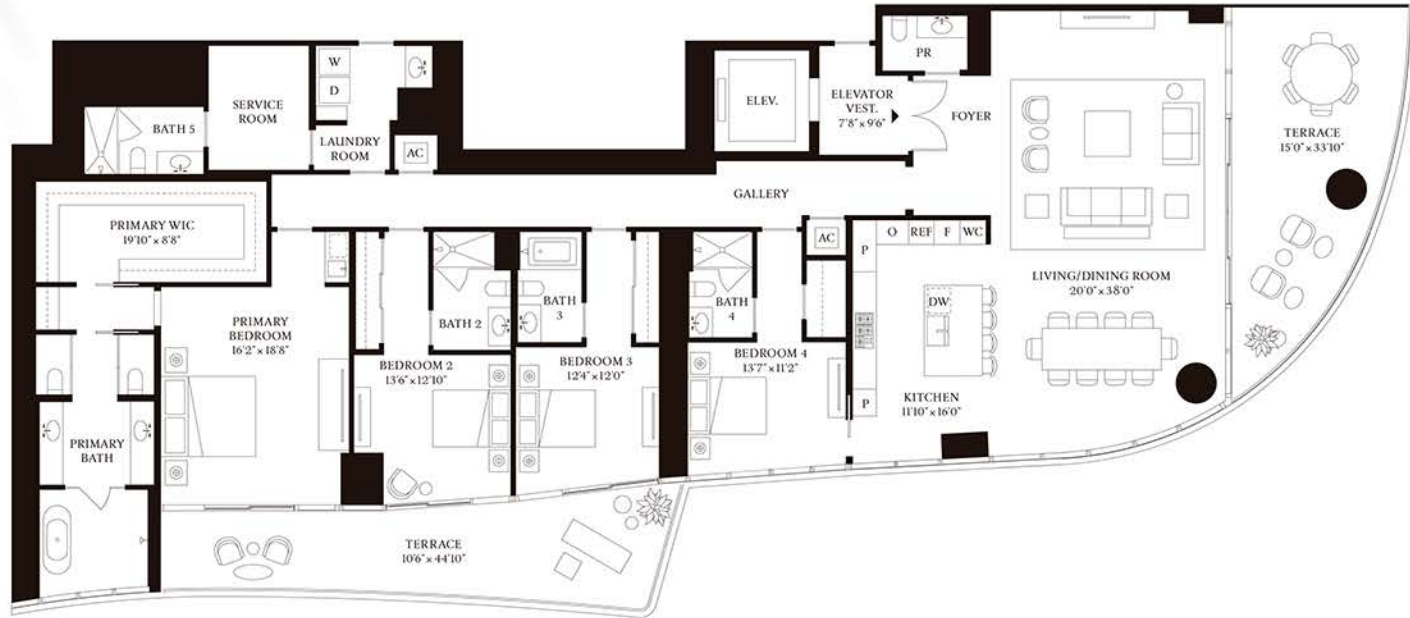 PR
W
D
SERVICE
ROOM
ELEV.
ELEVATOR
VEST.
7'8" x 9'6"
FOYER
BATH 5
LAUNDRY
ROOM
AC
TERRACE
15'0" x 33'10"
GALLERY
PRIMARY WIC
19'10" x 8'8"
AC
P
O
REF
F
WC
LIVING/DINING ROOM
20'0" x 38'0"
DW
PRIMARY
BEDROOM
16'2" x 18'8"
BATH 2
BATH
3
BATH
4
BEDROOM 2
13'6" x 12'10"
BEDROOM 3
12'4" x 12'0"
BEDROOM 4
13'7" x 11'2"
KITCHEN
11'10" x 16'0"
P
PRIMARY
BATH
TERRACE
10'6" x 44'10"